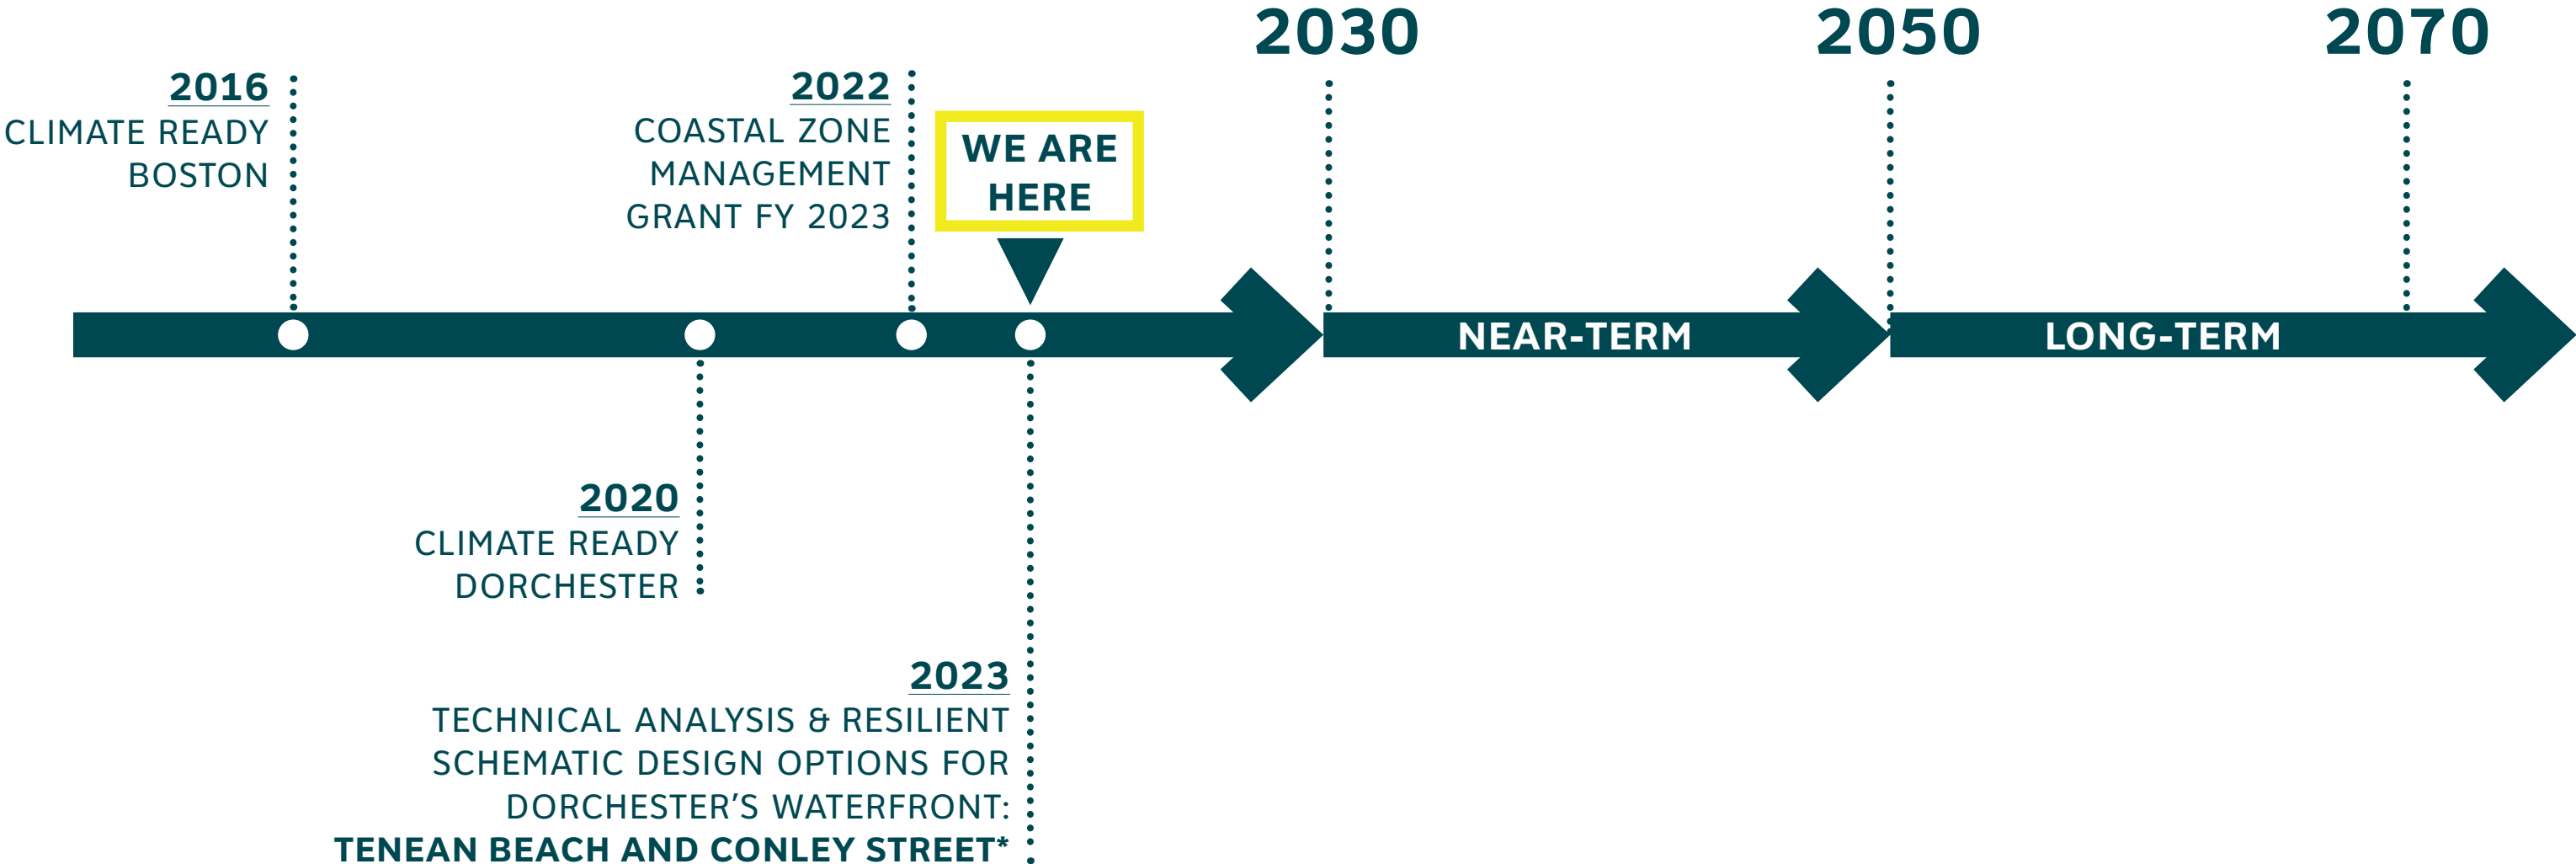 2030
2050
2070
2016
CLIMATE READY
BOSTON
2022
COASTAL ZONE
MANAGEMENT
GRANT FY 2023
WE ARE
HERE
NEAR-TERM
LONG-TERM
2020
CLIMATE READY
DORCHESTER
2023
TECHNICAL ANALYSIS & RESILIENT
SCHEMATIC DESIGN OPTIONS FOR
DORCHESTER’S WATERFRONT:
TENEAN BEACH AND CONLEY STREET*